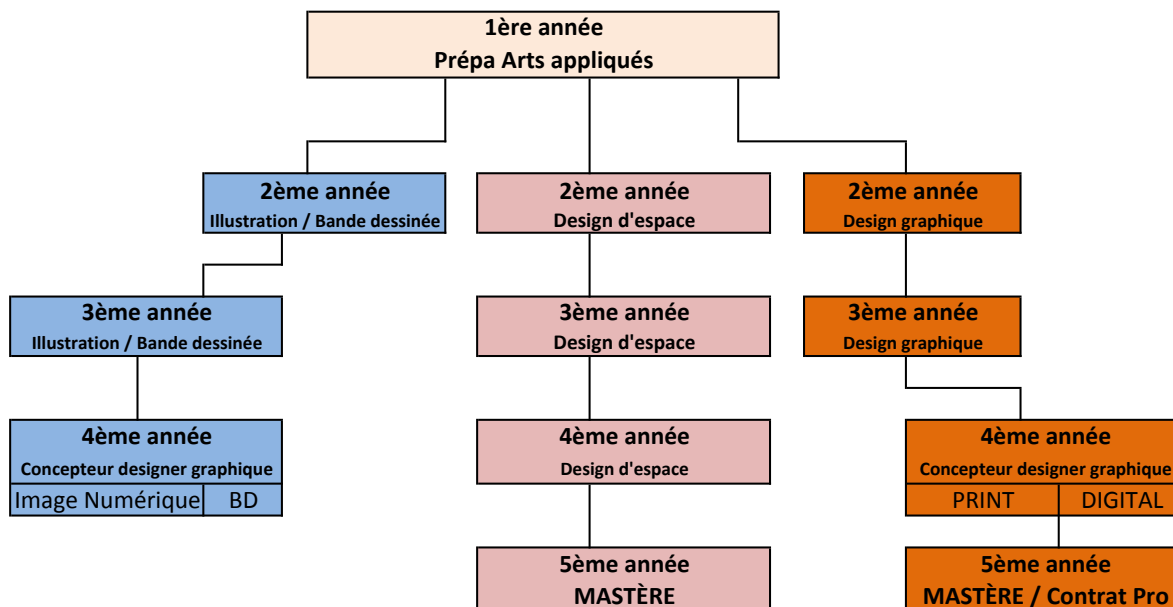 1ère année
Prépa Arts appliqués
2ème année
Illustration / Bande dessinée
2ème année
Design d'espace
2ème année
Design graphique
3ème année
Illustration / Bande dessinée
3ème année
Design d'espace
3ème année
Design graphique
4ème année
Concepteur designer graphique
Image Numérique
BD
4ème année
Design d'espace
4ème année
Concepteur designer graphique
PRINT
DIGITAL
5ème année
MASTÈRE
5ème année
MASTÈRE / Contrat Pro